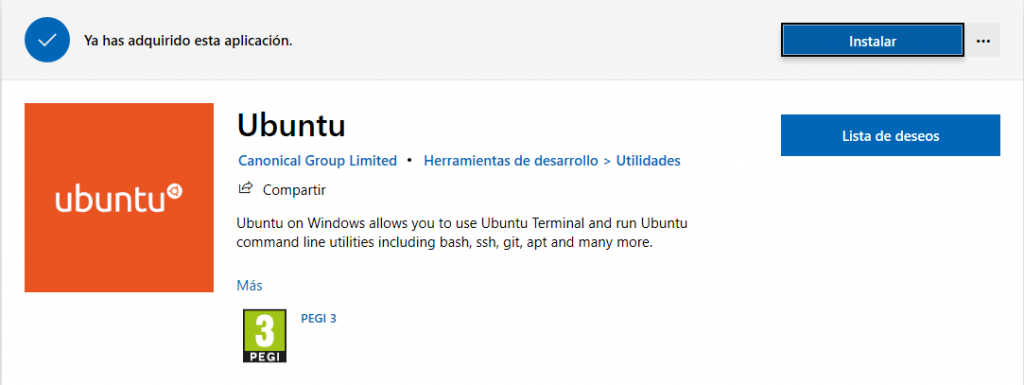 Ya has adquirido esta aplicación.
Instalar
...
ubuntu
Ubuntu
Canonical Group Limited • Herramientas de desarrollo > Utilidades
Lista de deseos
Compartir
Ubuntu on Windows allows you to use Ubuntu Terminal and run Ubuntu
command line utilities including bash, ssh, git, apt and many more.
Más
3
PEGI
PEGI 3